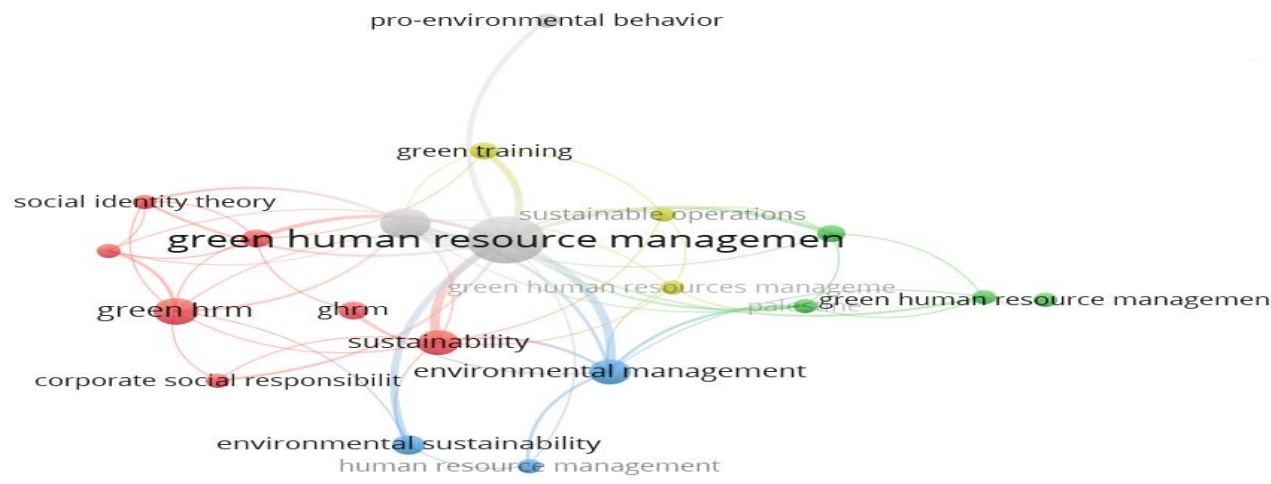 pro-environmental behavior
green training
social identity theory
sustainable operations
green human resource managemen
green human resources manageme
palestine
green human resource managemen
green hrm
ghrm
sustainability
environmental management
corporate social responsibilit
environmental sustainability
human resource management